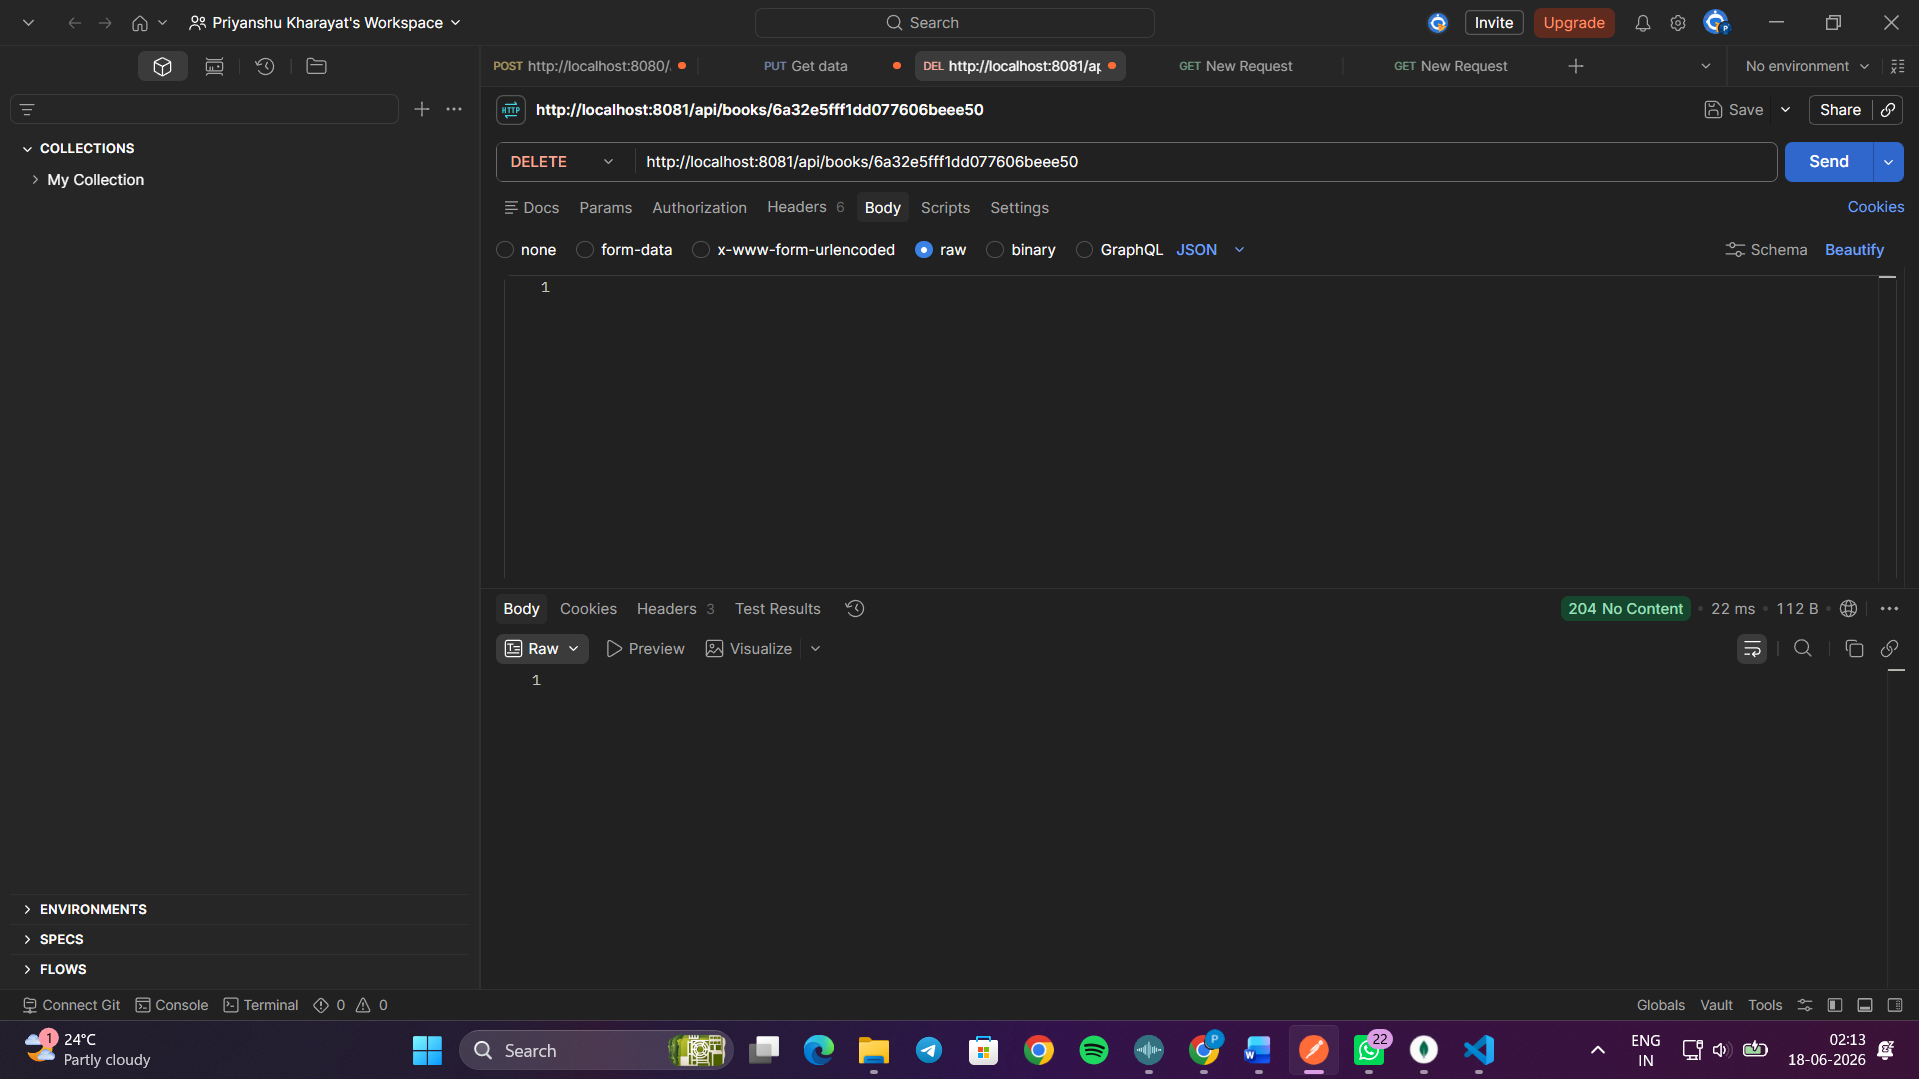 Priyanshu Kharayat's Workspace
Search
Invite
Upgrade
POST http://localhost:8080/.
PUT Get data
DEL http://localhost:8081/ap
GET New Request
GET New Request
No environment
HTTP http://localhost:8081/api/books/6a32e5fff1dd077606beee50
Save
Share
COLLECTIONS
My Collection
DELETE
http://localhost:8081/api/books/6a32e5fff1dd077606beee50
Send
Docs Params Authorization Headers 6 Body Scripts Settings
Cookies
none form-data x-www-form-urlencoded raw binary GraphQL JSON
Schema Beautify
1
Body Cookies Headers 3 Test Results
204 No Content • 22 ms • 112 B
Raw Preview Visualize
1
ENVIRONMENTS
SPECS
FLOWS
Connect Git Console Terminal 0 0
Globals Vault Tools
1
24°C
Partly cloudy
Search
P
W
22
ENG
IN
02:13
18-06-2026